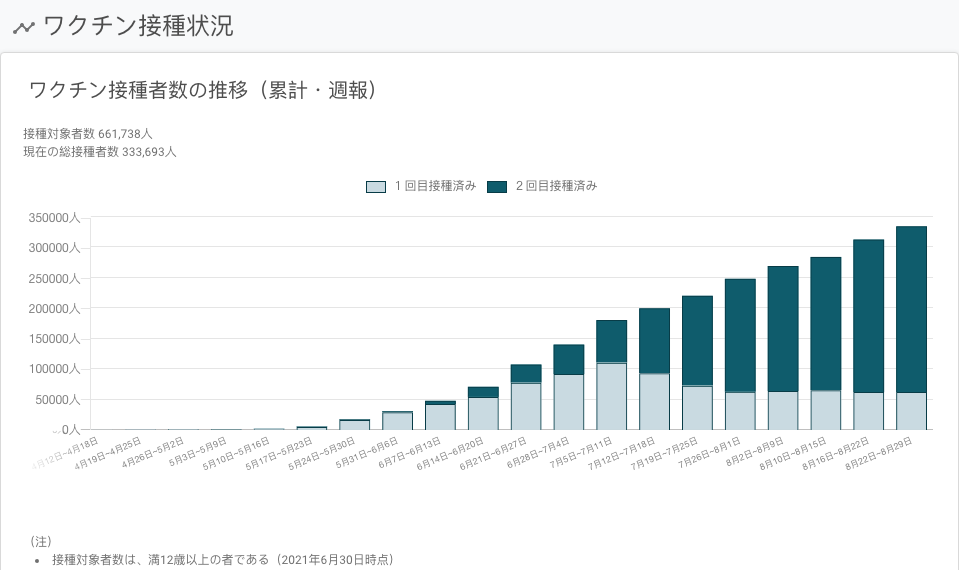 ワクチン接種状況
ワクチン接種者数の推移（累計・週報）
接種対象者数 661,738人
現在の総接種者数 333,693人
1 回目接種済み
2 回目接種済み
350000人
300000人
250000人
200000人
150000人
100000人
50000人
0人
4月12日~4月18日
4月19日~4月25日
4月26日~5月2日
5月3日~5月9日
5月10日~5月16日
5月17日~5月23日
5月24日~5月30日
5月31日~6月6日
6月7日~6月13日
6月14日~6月20日
6月21日~6月27日
6月28日~7月4日
7月5日~7月11日
7月12日~7月18日
7月19日~7月25日
7月26日~8月1日
8月2日~8月9日
8月10日~8月15日
8月16日~8月22日
8月22日~8月29日
（注）
• 接種対象者数は、満12歳以上の者である（2021年6月30日時点）